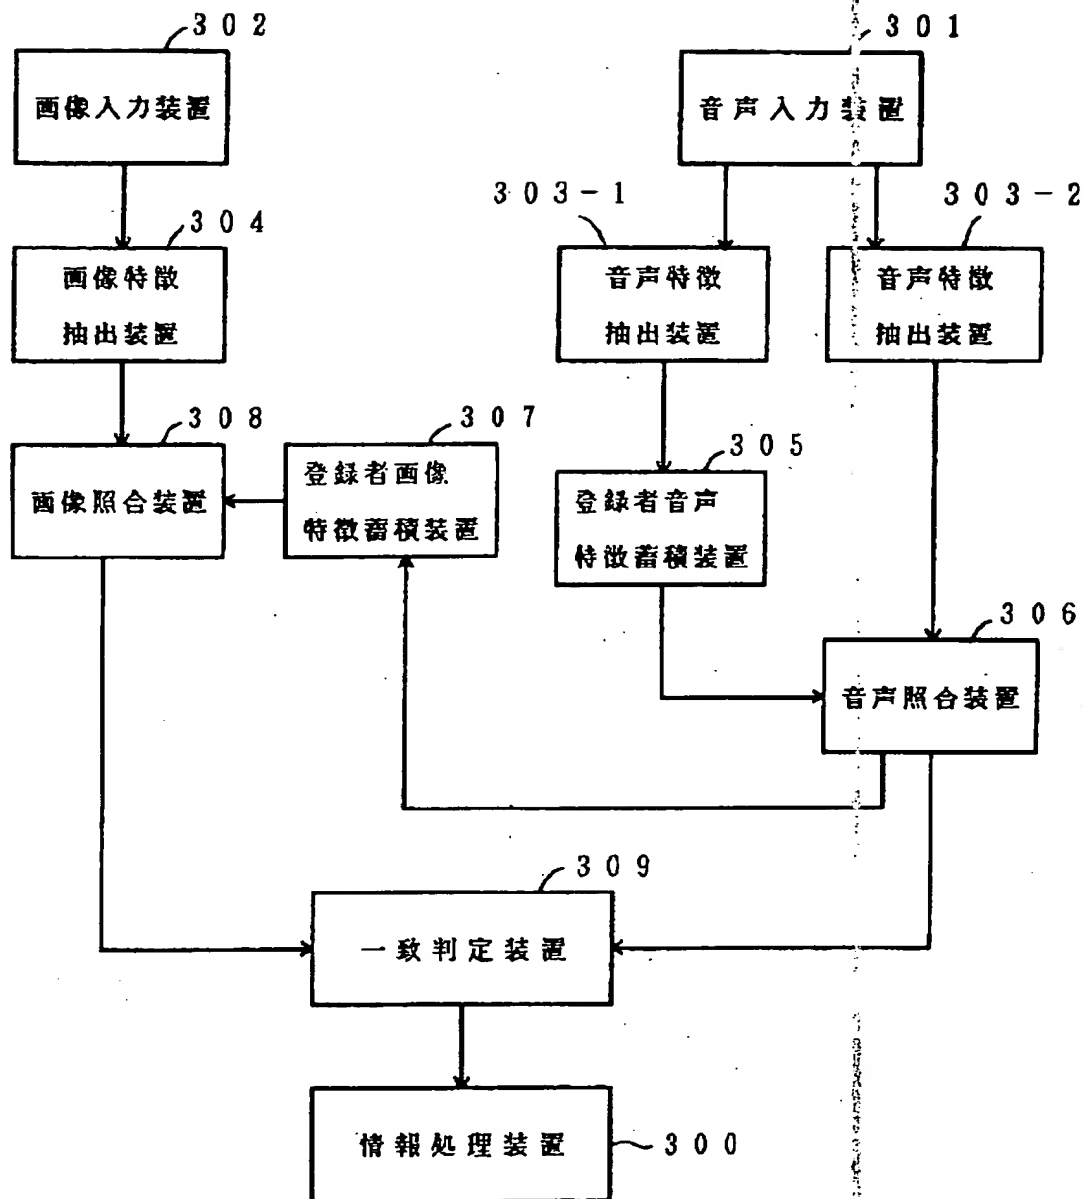 302
301
画像入力装置
音声入力装置
303-1
303-2
304
画像特徴
抽出装置
音声特徴
抽出装置
音声特徴
抽出装置
308
307
305
画像照合装置
登録者画像
特徴蓄積装置
登録者音声
特徴蓄積装置
306
音声照合装置
309
一致判定装置
情報処理装置
300